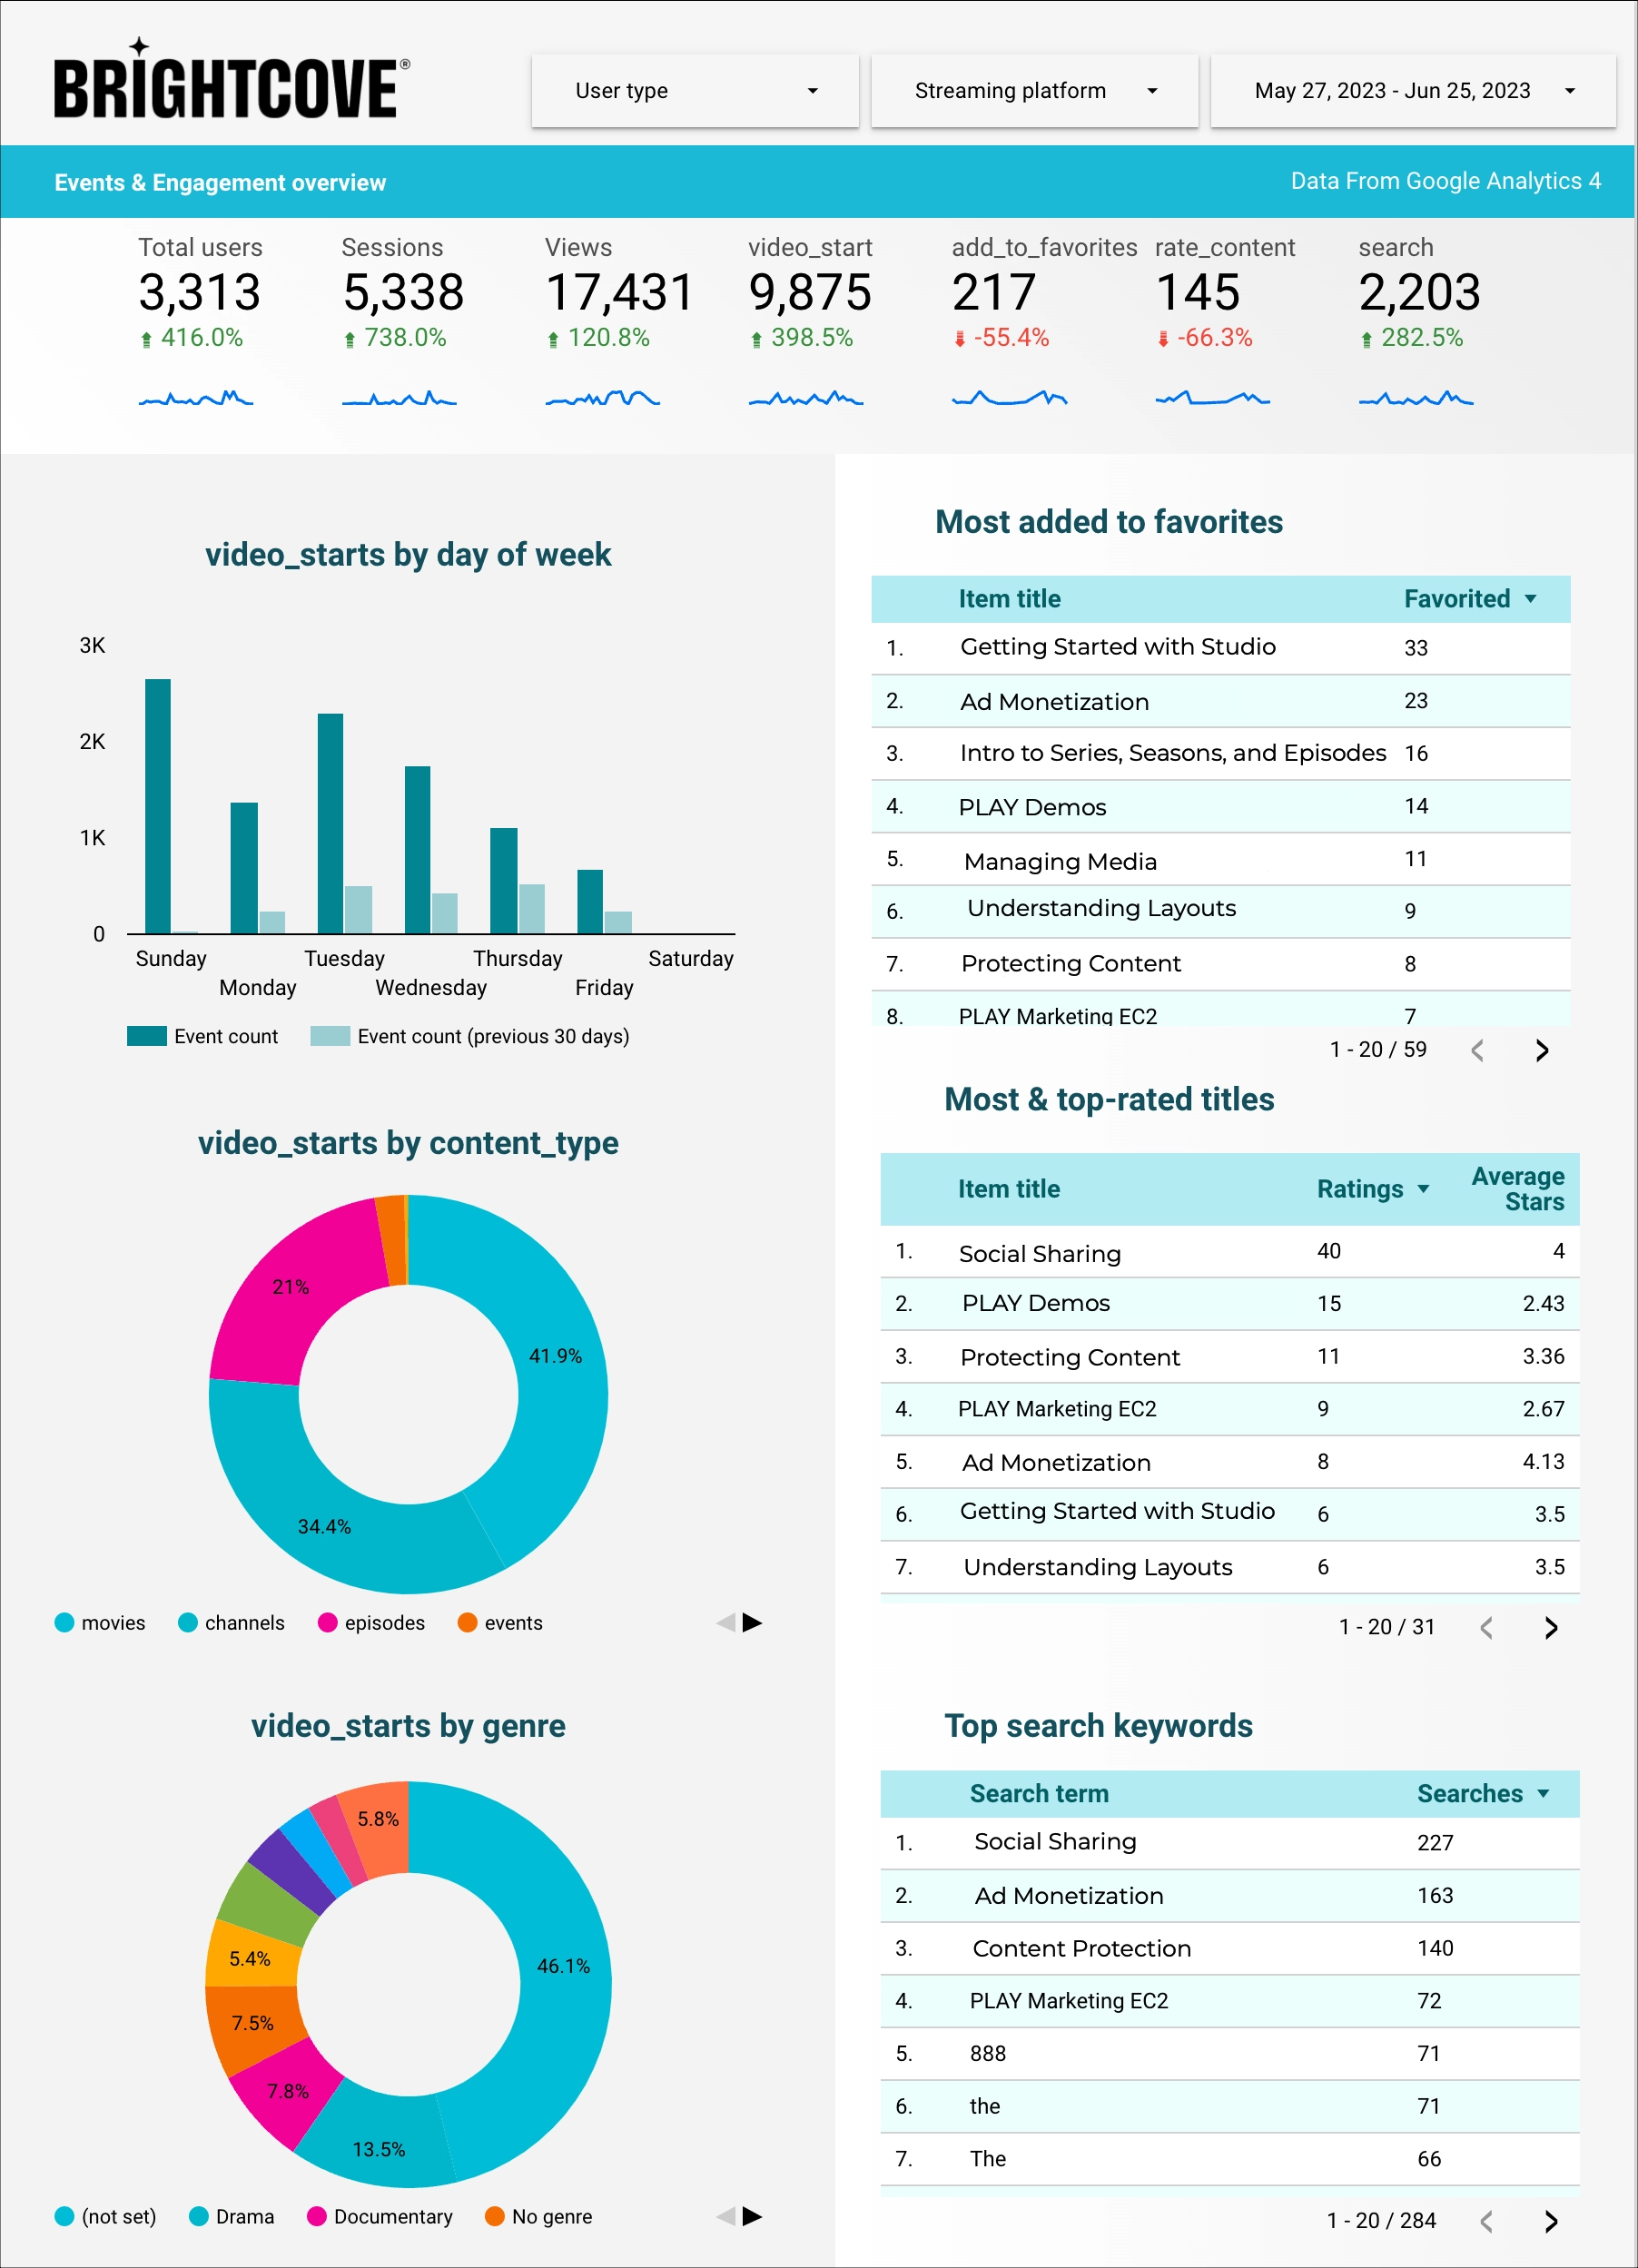 BRIGHTCOVE®
User type
Streaming platform
May 27, 2023 - Jun 25, 2023
Events & Engagement overview
Data From Google Analytics 4
Total users
3,313
416.0%
Sessions
5,338
738.0%
Views
17,431
120.8%
video_start
9,875
398.5%
add_to_favorites
217
-55.4%
rate_content
145
-66.3%
search
2,203
282.5%
video_starts by day of week
3K
2K
1K
0
Sunday
Monday
Tuesday
Wednesday
Thursday
Friday
Saturday
Event count
Event count (previous 30 days)
video_starts by content_type
41.9%
34.4%
21%
movies
channels
episodes
events
video_starts by genre
46.1%
13.5%
7.8%
7.5%
5.4%
5.8%
(not set)
Drama
Documentary
No genre
Most added to favorites
Item title Favorited
1. Getting Started with Studio 33
2. Ad Monetization 23
3. Intro to Series, Seasons, and Episodes 16
4. PLAY Demos 14
5. Managing Media 11
6. Understanding Layouts 9
7. Protecting Content 8
8. PLAY Marketing EC2 7
1 - 20 / 59
Most & top-rated titles
Item title Ratings Average Stars
1. Social Sharing 40 4
2. PLAY Demos 15 2.43
3. Protecting Content 11 3.36
4. PLAY Marketing EC2 9 2.67
5. Ad Monetization 8 4.13
6. Getting Started with Studio 6 3.5
7. Understanding Layouts 6 3.5
1 - 20 / 31
Top search keywords
Search term Searches
1. Social Sharing 227
2. Ad Monetization 163
3. Content Protection 140
4. PLAY Marketing EC2 72
5. 888 71
6. the 71
7. The 66
1 - 20 / 284